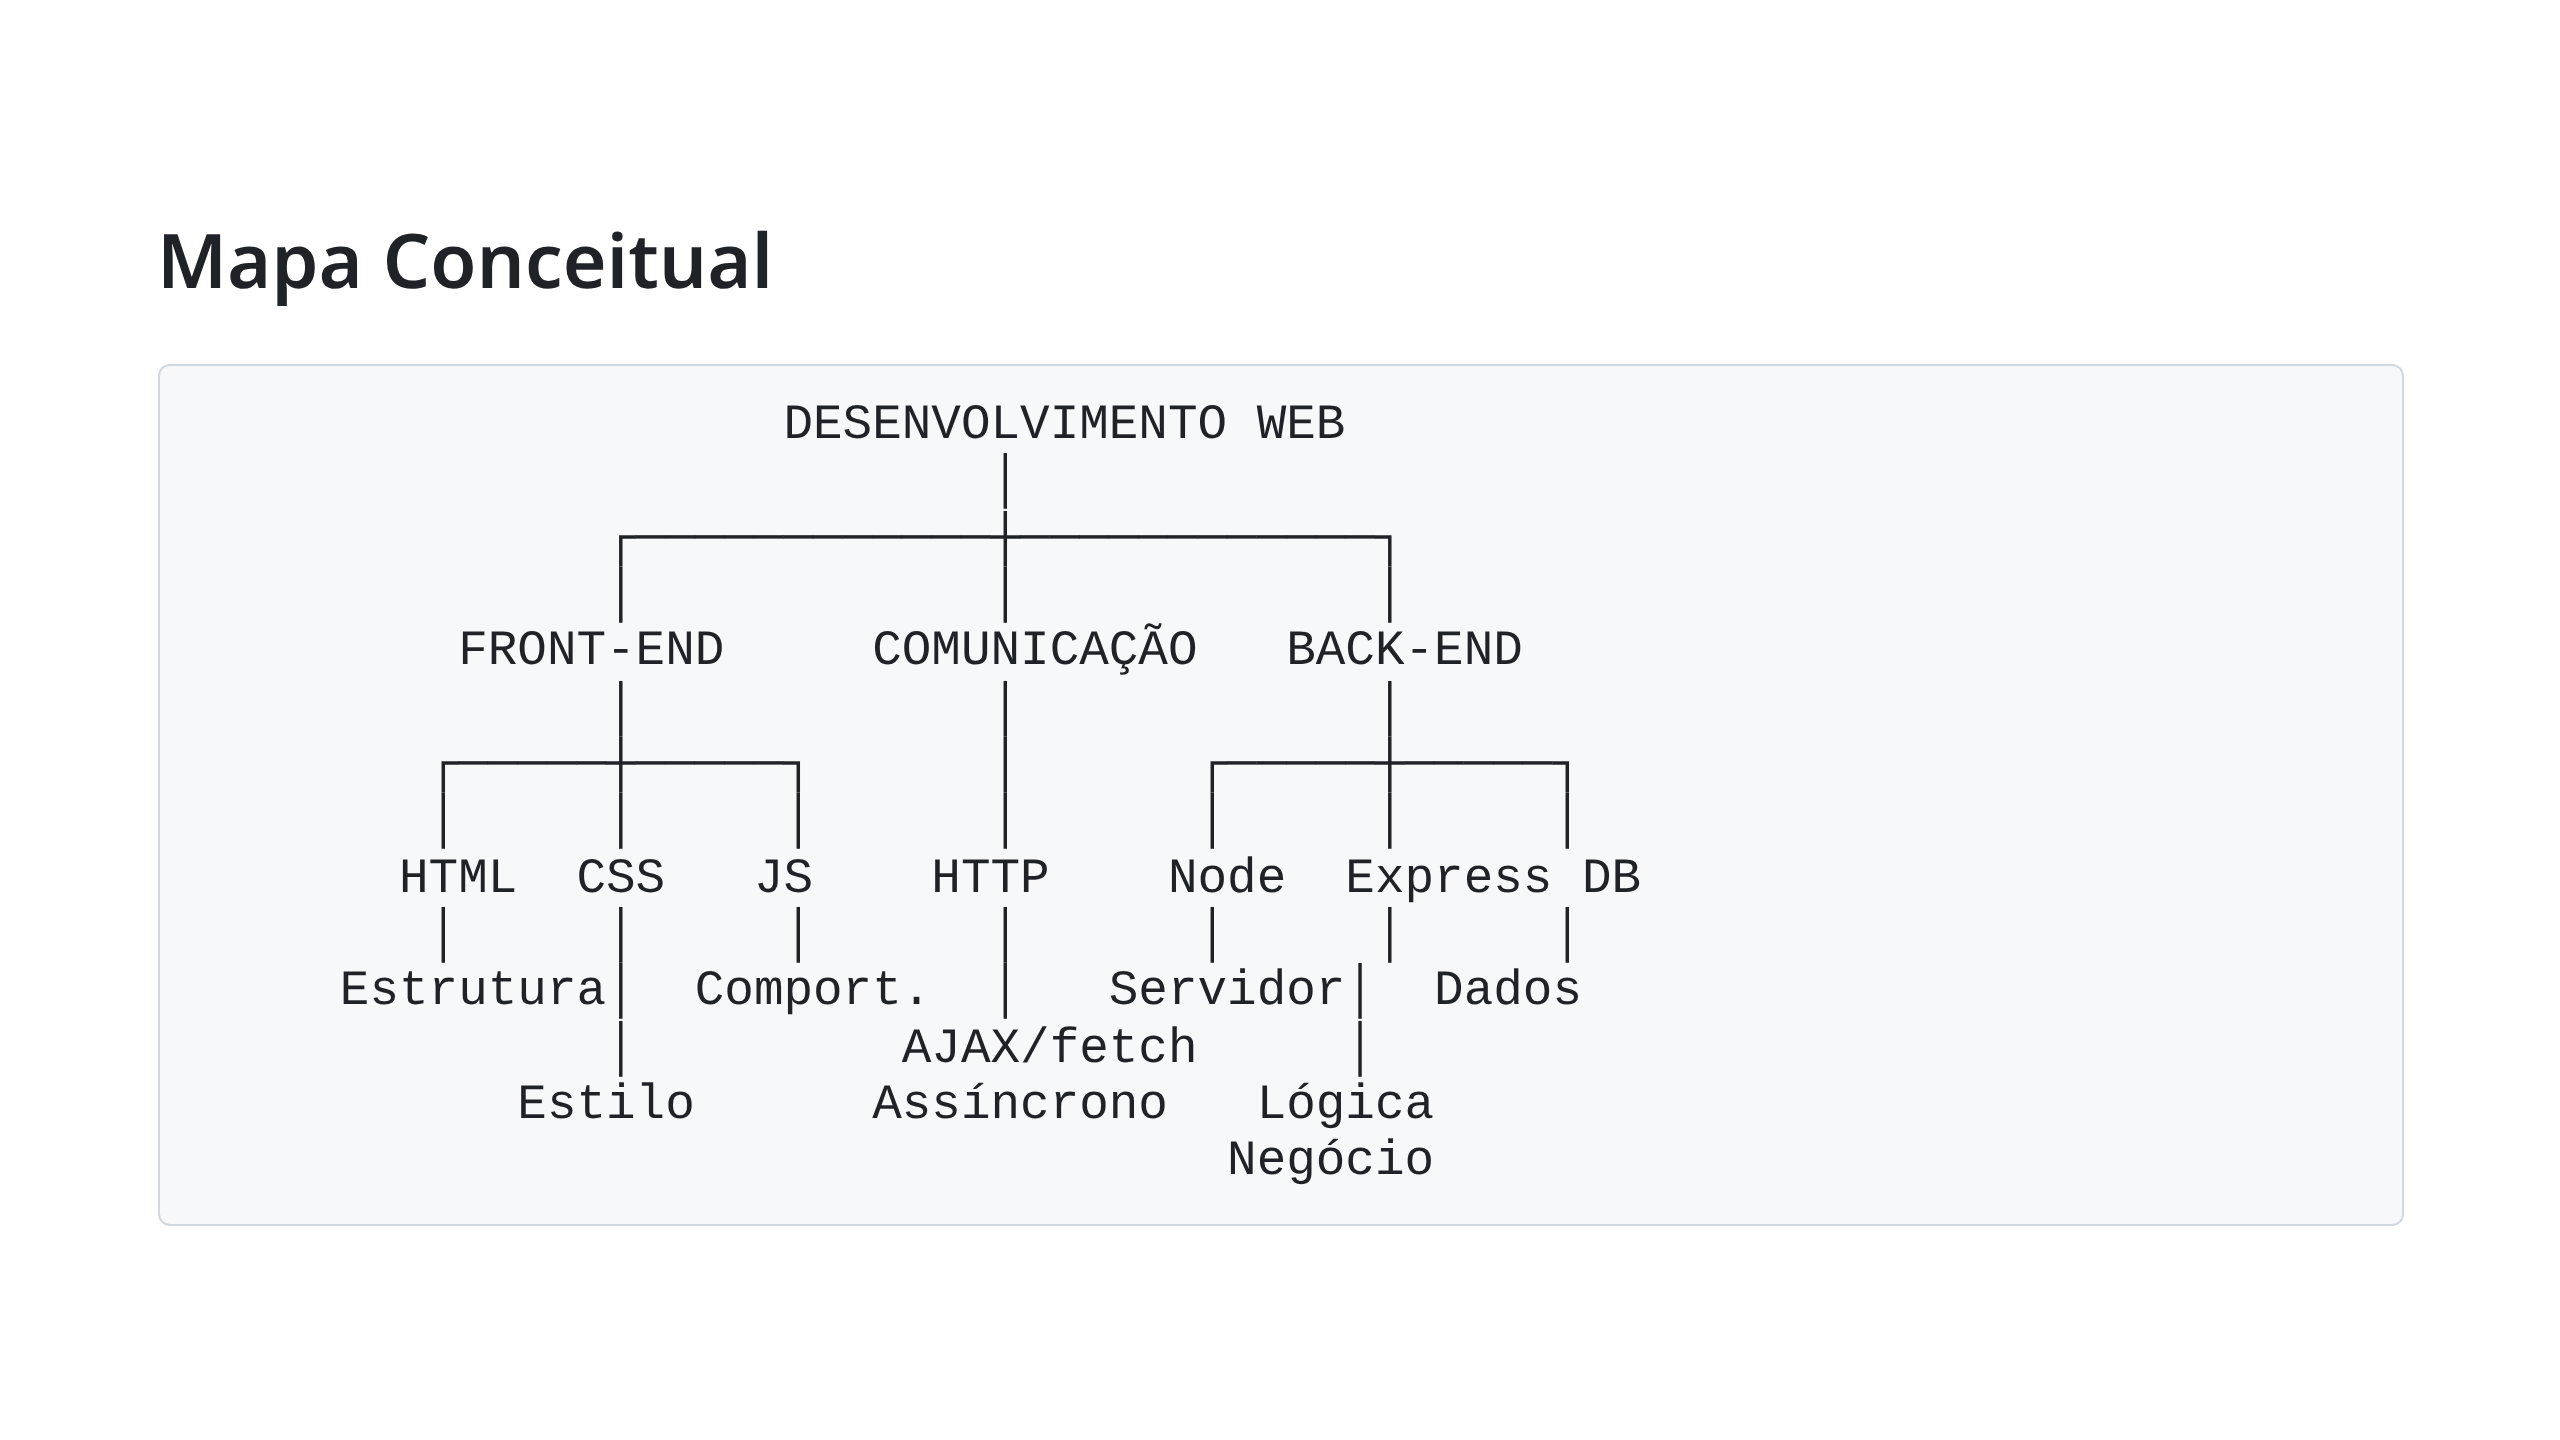 Mapa Conceitual
DESENVOLVIMENTO WEB
FRONT-END COMUNICAÇÃO BACK-END
HTML CSS JS HTTP Node Express DB
Estrutura Comport. Servidor Dados
AJAX/fetch
Estilo Assíncrono Lógica
Negócio